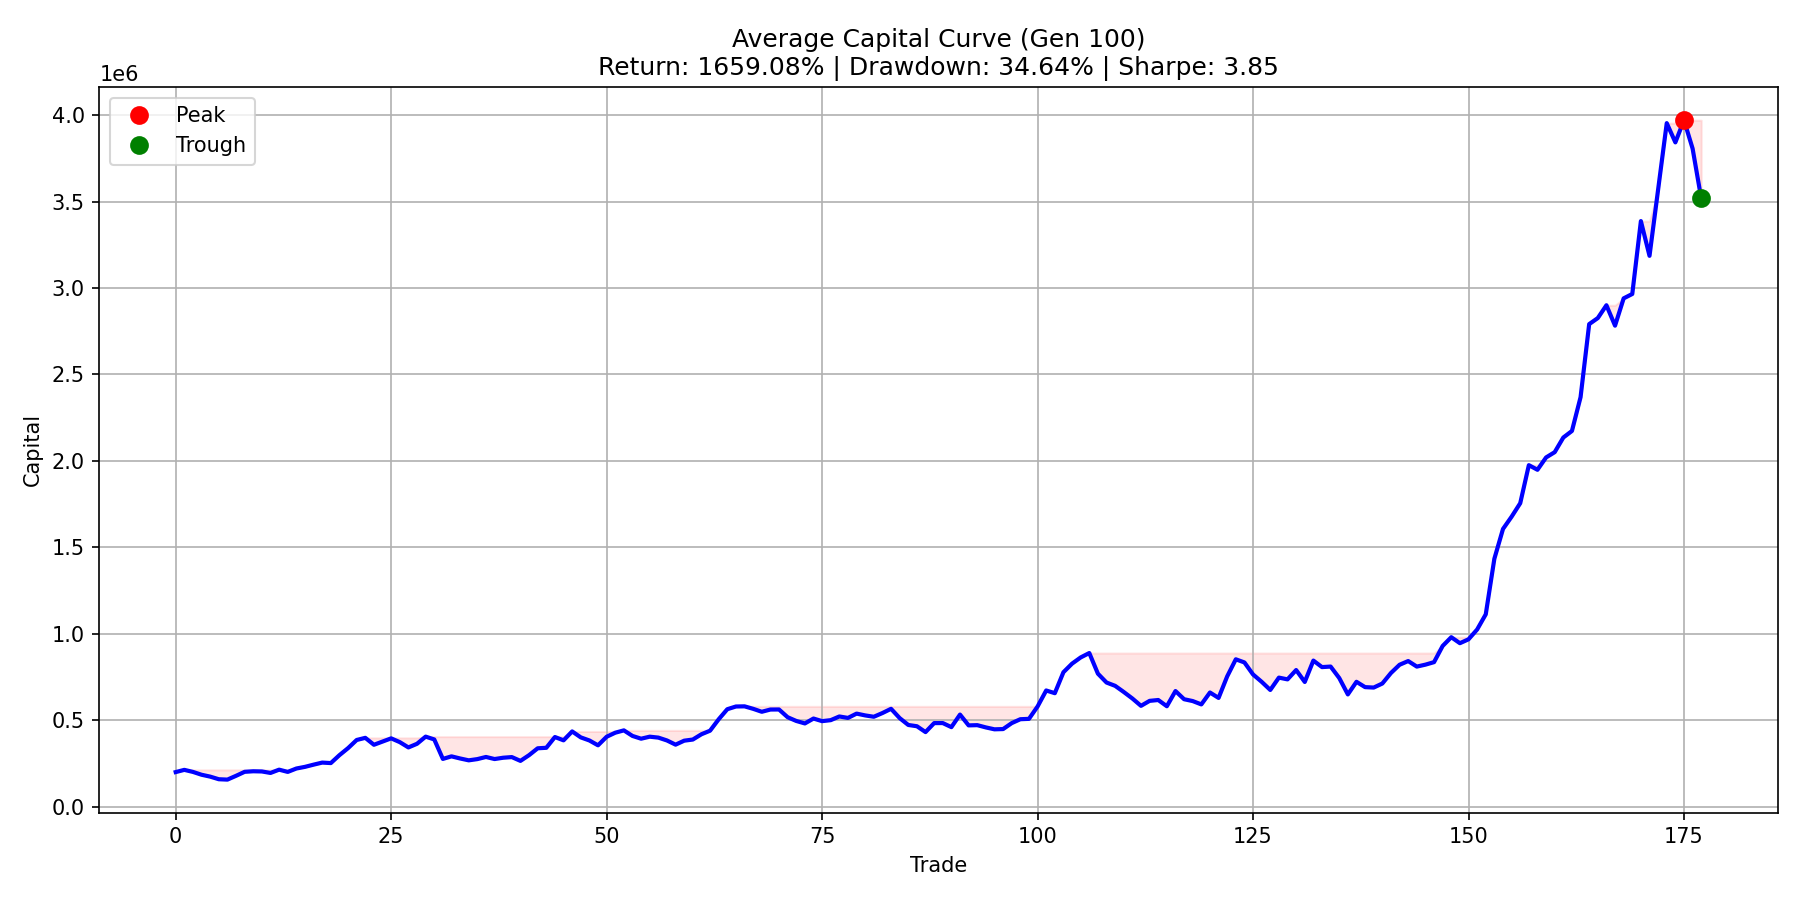 Average Capital Curve (Gen 100)
Return: 1659.08% | Drawdown: 34.64% | Sharpe: 3.85
1e6
Peak
Trough
4.0
3.5
3.0
2.5
2.0
1.5
1.0
0.5
0.0
Capital
0 25 50 75 100 125 150 175
Trade